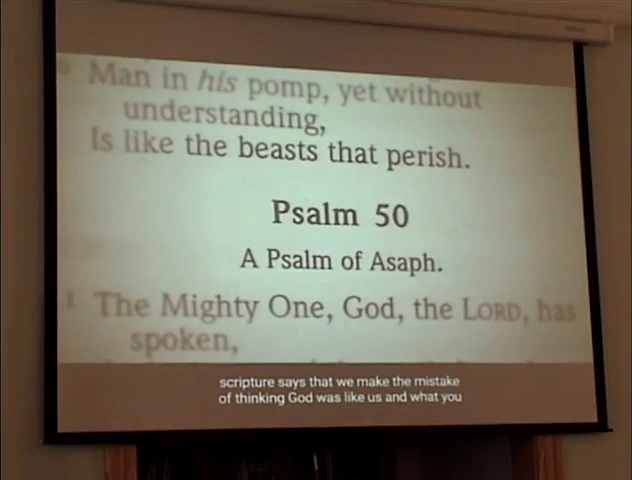 Man in his pomp, yet without
understanding,
Is like the beasts that perish.
Psalm 50
A Psalm of Asaph.
1 The Mighty One, God, the LORD, has
spoken,
scripture says that we make the mistake
of thinking God was like us and what you